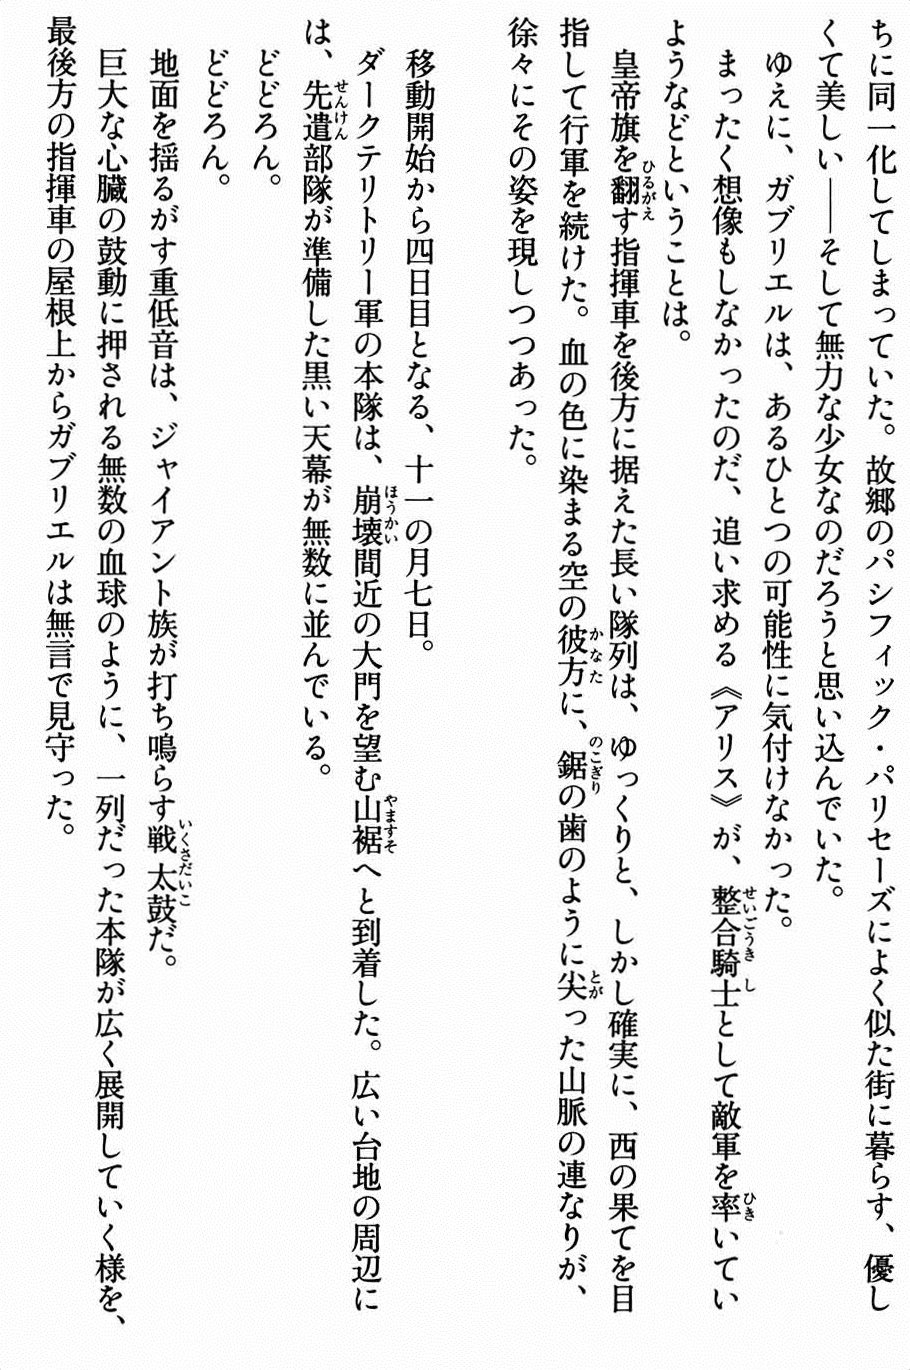 ちに同一化してしまっていた。故郷のパシフィック・パリセーズによく似た街に暮らす、優し
くて美しい――そして無力な少女なのだろうと思い込んでいた。
ゆえに、ガブリエルは、あるひとつの可能性に気付けなかった。
まったく想像もしなかったのだ、追い求める《アリス》が、整合騎士として敵軍を率いてい
ようなどということは。
皇帝旗を翻す指揮車を後方に据えた長い隊列は、ゆっくりと、しかし確実に、西の果てを目
指して行軍を続けた。血の色に染まる空の彼方に、鋸の歯のように尖った山脈の連なりが、
徐々にその姿を現しつつあった。
移動開始から四日目となる、十一の月七日。
ダークテリトリー軍の本隊は、崩壊間近の大門を望む山裾へと到着した。広い台地の周辺に
は、先遣部隊が準備した黒い天幕が無数に並んでいる。
どどろん。
どどろん。
地面を揺るがす重低音は、ジャイアント族が打ち鳴らす戦太鼓だ。
巨大な心臓の鼓動に押される無数の血球のように、一列だった本隊が広く展開していく様を、
最後方の指揮車の屋根上からガブリエルは無言で見守った。